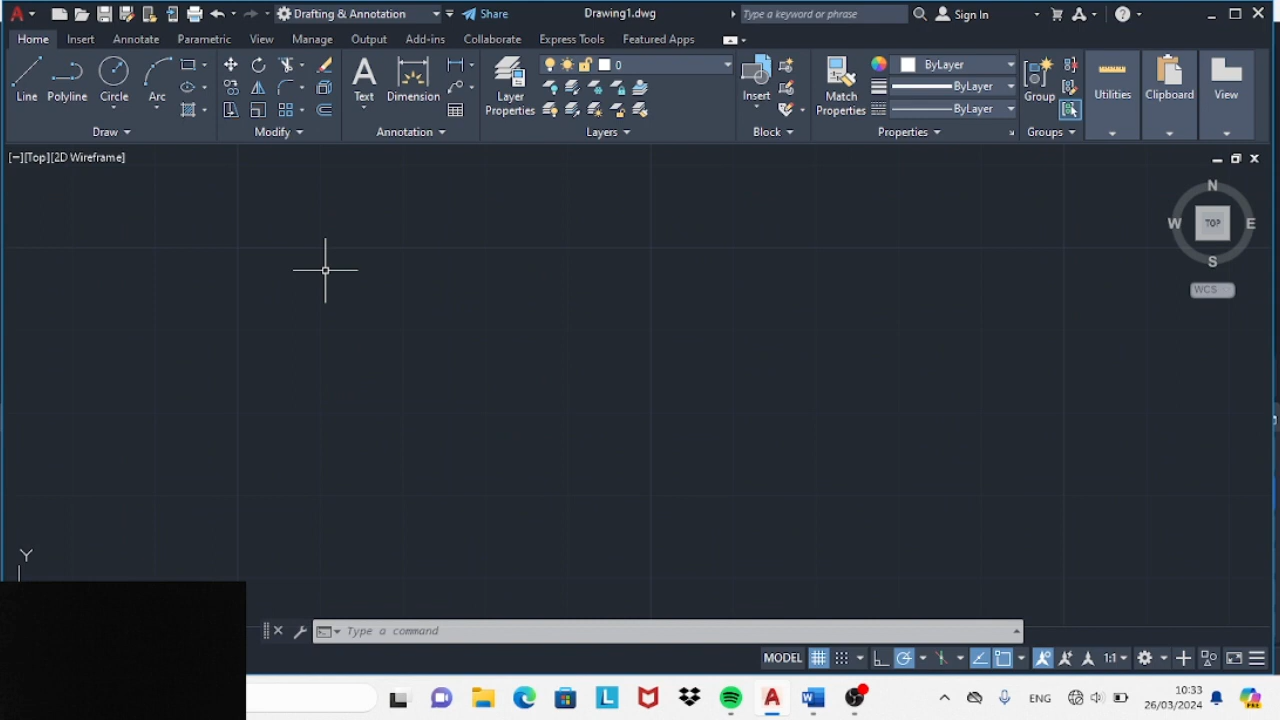 Drafting & Annotation
Share
Drawing1.dwg
Type a keyword or phrase
Sign In
Home Insert Annotate Parametric View Manage Output Add-ins Collaborate Express Tools Featured Apps
Line Polyline Circle Arc
Draw
Modify
Text Dimension
Annotation
Layer Properties
0
Layers
Insert
Block
Match Properties
ByLayer
ByLayer
ByLayer
Properties
Group
Groups
Utilities
Clipboard
View
[−][Top][2D Wireframe]
N
W TOP E
S
WCS
Y
Type a command
MODEL
1:1
ENG
10:33
26/03/2024